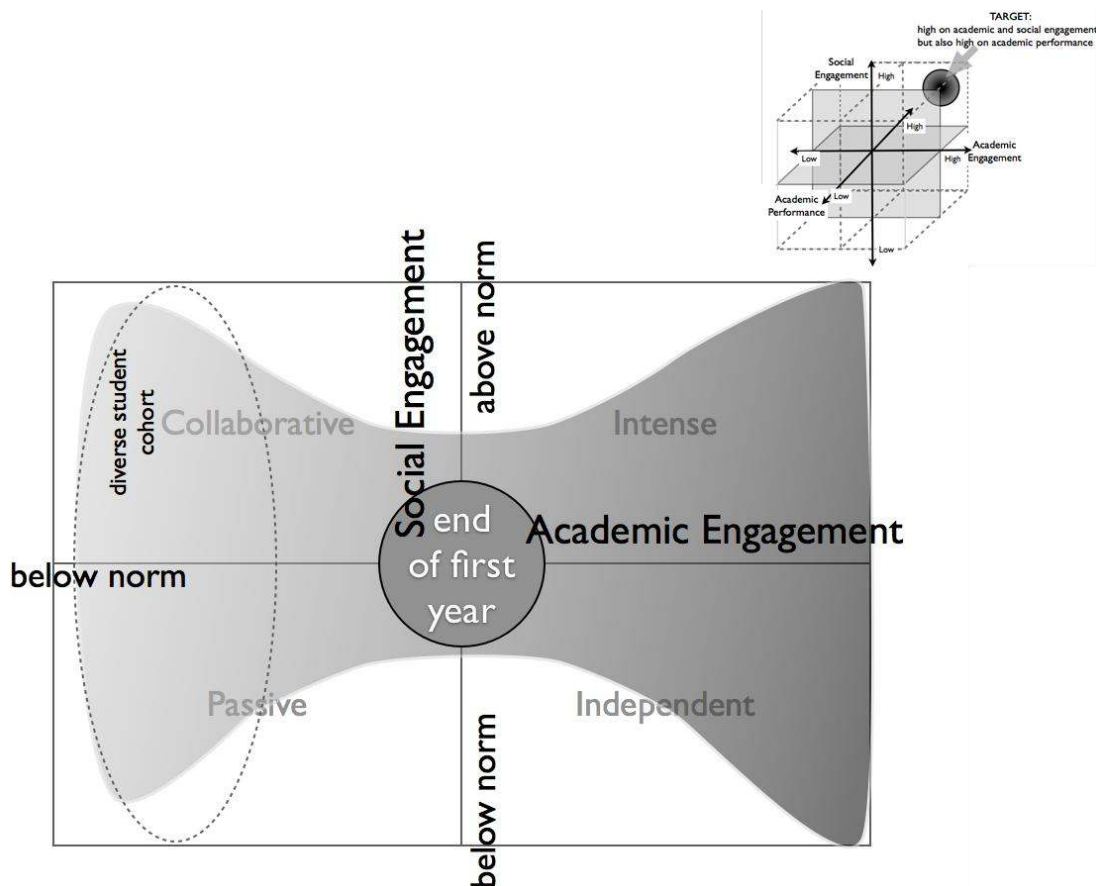 TARGET:
high on academic and social engagement
but also high on academic performance
Social
Engagement
High
High
Low
High
Academic
Engagement
Low
Academic
Performance
Low
Social Engagement
above norm
diverse student
cohort
Collaborative
Intense
end
of first
year
Academic Engagement
below norm
Passive
Independent
below norm